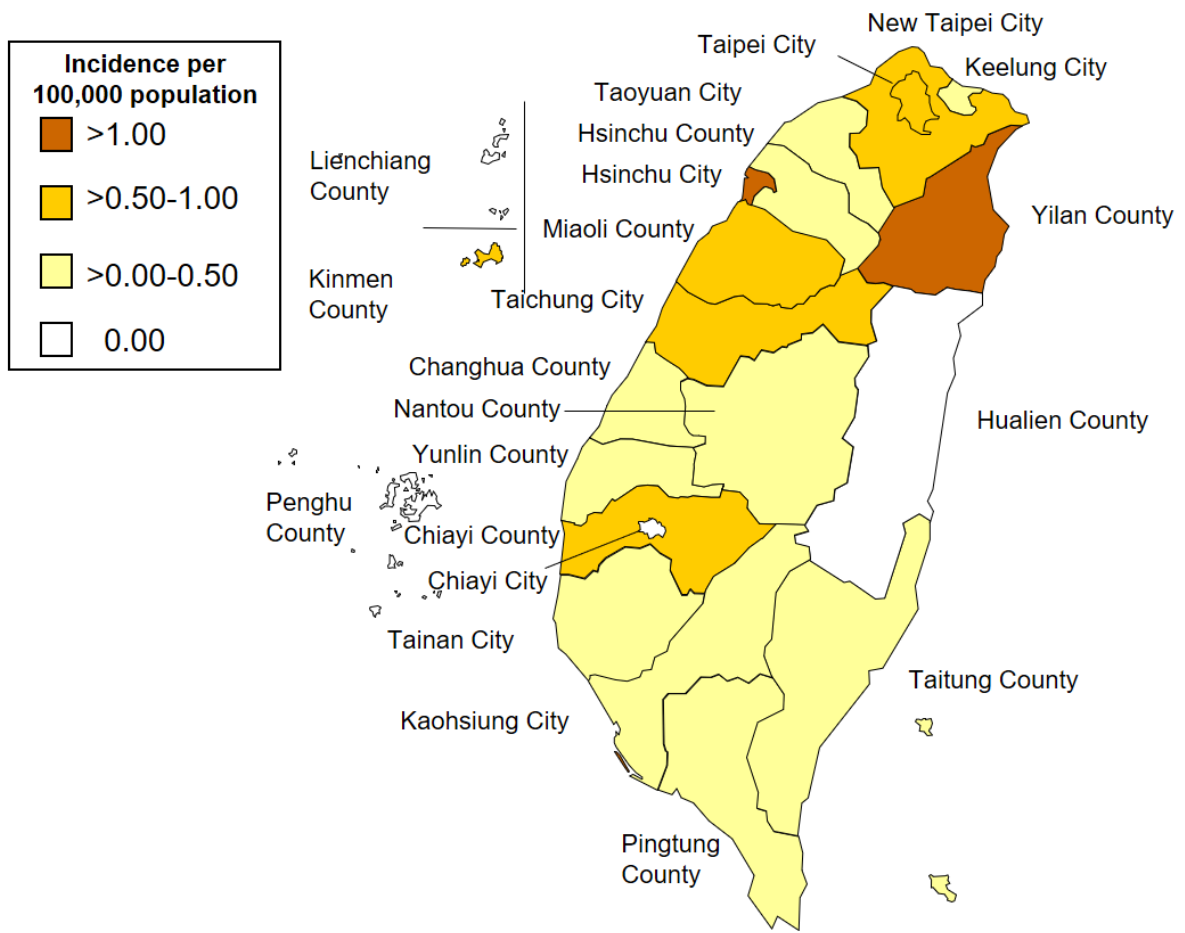 Incidence per
100,000 population
>1.00
>0.50-1.00
>0.00-0.50
0.00
New Taipei City
Taipei City
Keelung City
Taoyuan City
Hsinchu County
Lienchiang
County
Hsinchu City
Yilan County
Miaoli County
Kinmen
County
Taichung City
Changhua County
Nantou County
Hualien County
Yunlin County
Penghu
County
Chiayi County
Chiayi City
Tainan City
Taitung County
Kaohsiung City
Pingtung
County